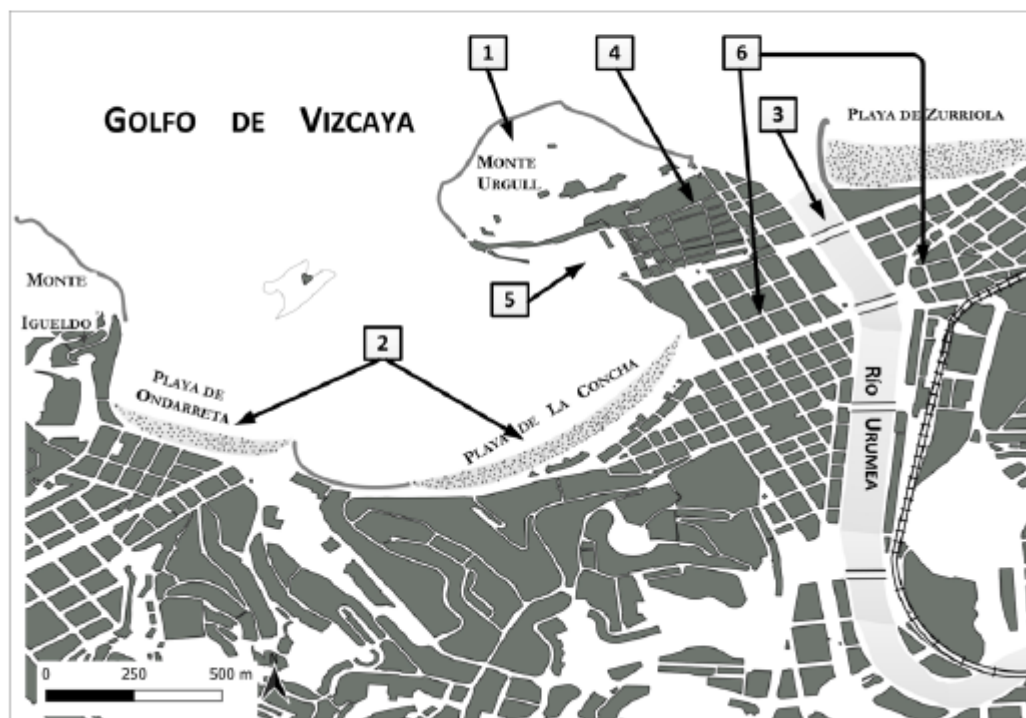 1
4
6
GOLFO DE VIZCAYA
3
PLAYA DE ZURRIOLA
MONTE
URGULL
MONTE
IGUELDO
5
2
PLAYA DE
ONDARRETA
PLAYA DE LA CONCHA
RÍO URUMEA
0 250 500 m
N